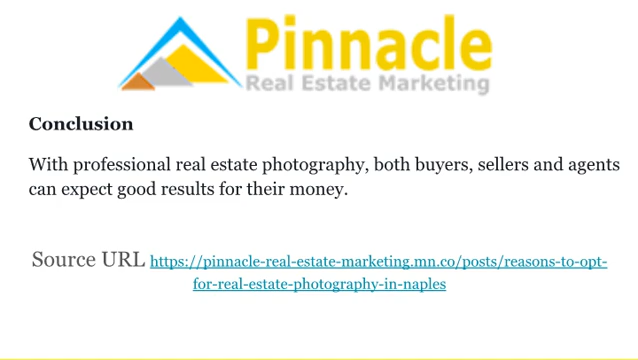 Pinnacle
Real Estate Marketing
Conclusion
With professional real estate photography, both buyers, sellers and agents
can expect good results for their money.
Source URL https://pinnacle-real-estate-marketing.mn.co/posts/reasons-to-opt-
for-real-estate-photography-in-naples